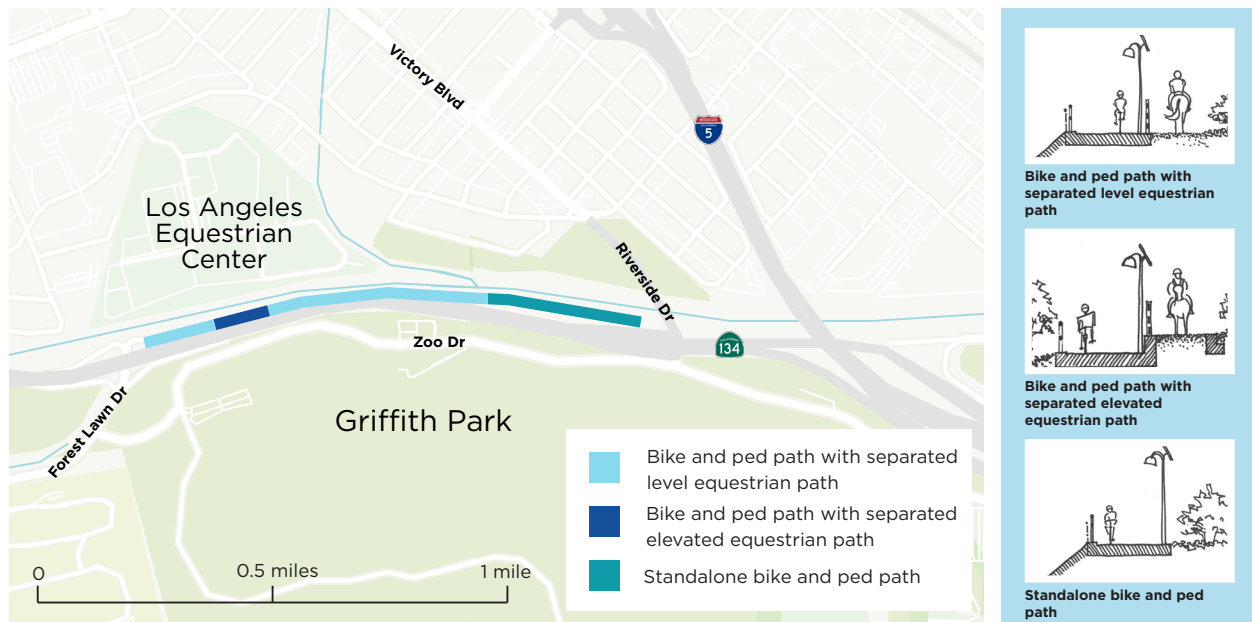 Victory Blvd
INTERSTATE
CALIFORNIA
5
Los Angeles
Equestrian
Center
Riverside Dr
Zoo Dr
CALIFORNIA
134
Forest Lawn Dr
Griffith Park
Bike and ped path with separated
level equestrian path
Bike and ped path with separated
elevated equestrian path
Standalone bike and ped path
0
0.5 miles
1 mile
Bike and ped path with
separated level equestrian
path
Bike and ped path with
separated elevated
equestrian path
Standalone bike and ped
path